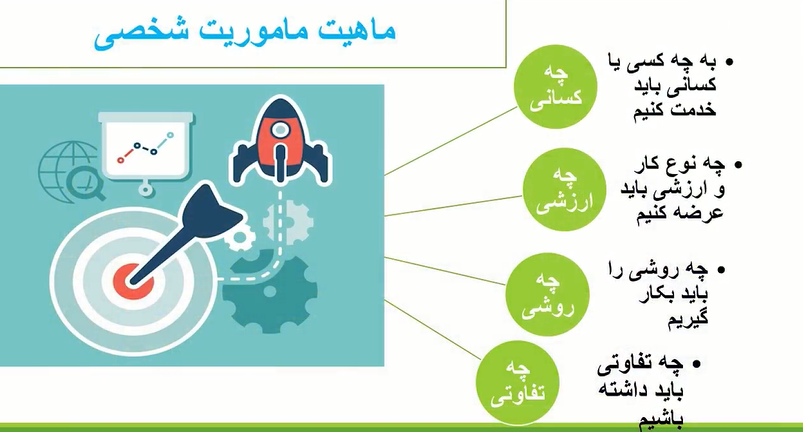 ماهیت ماموریت شخصی
چه
کسانی
• به چه کسی یا
کسانی باید
خدمت کنیم
چه
ارزشی
• چه نوع کار
و ارزشی باید
عرضه کنیم
چه
روشی
• چه روشی را
باید بکار
گیریم
چه
تفاوتی
• چه تفاوتی
باید داشته
باشیم